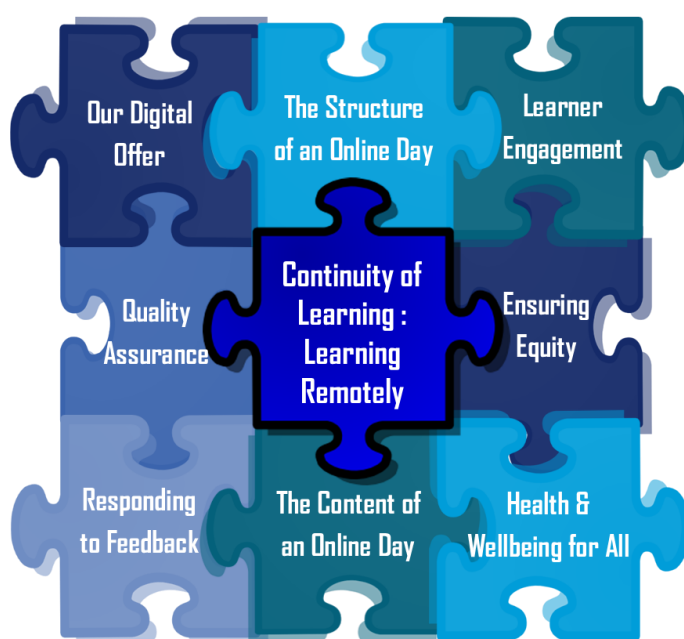 Our Digital
Offer
The Structure
of an Online Day
Learner
Engagement
Quality
Assurance
Continuity of
Learning :
Learning
Remotely
Ensuring
Equity
Responding
to Feedback
The Content of
an Online Day
Health &
Wellbeing for All